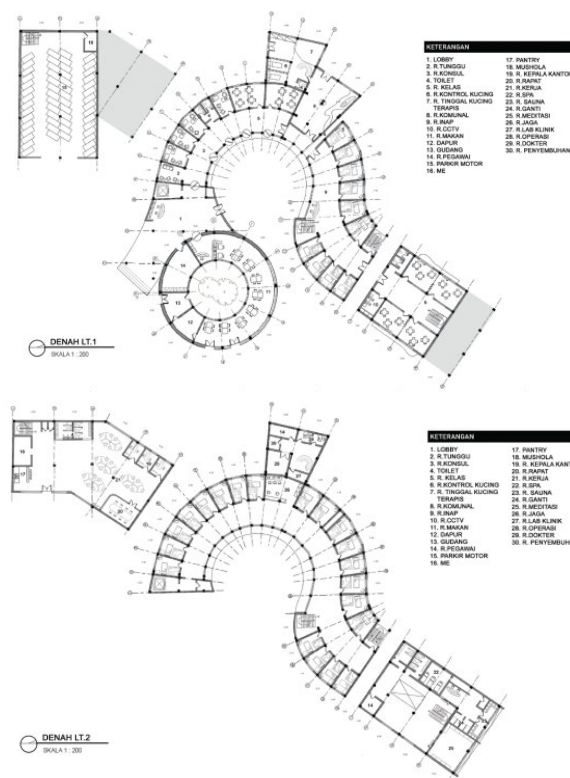 KETERANGAN
1. LOBBY
2. R.TUNGGU
3. R.KONSUL
4. TOILET
5. R. KELAS
6. R.KONTROL KUCING
7. R. TINGGAL KUCING
TERAPIS
8. R.KOMUNAL
9. R.INAP
10. R.CCTV
11. R.MAKAN
12. DAPUR
13. GUDANG
14. R.PEGAWAI
15. PARKIR MOTOR
16. ME
17. PANTRY
18. MUSHOLA
19. R. KEPALA KANTOR
20. R.RAPAT
21. R.KERJA
22. R.SPA
23. R. SAUNA
24. R.GANTI
25. R.MEDITASI
26. R.JAGA
27. R.LAB KLINIK
28. R.OPERASI
29. R.DOKTER
30. R. PENYEMBUHAN
DENAH LT.1
SKALA 1 : 200
KETERANGAN
1. LOBBY
2. R.TUNGGU
3. R.KONSUL
4. TOILET
5. R. KELAS
6. R.KONTROL KUCING
7. R. TINGGAL KUCING
TERAPIS
8. R.KOMUNAL
9. R.INAP
10. R.CCTV
11. R.MAKAN
12. DAPUR
13. GUDANG
14. R.PEGAWAI
15. PARKIR MOTOR
16. ME
17. PANTRY
18. MUSHOLA
19. R. KEPALA KANT
20. R.RAPAT
21. R.KERJA
22. R.SPA
23. R. SAUNA
24. R.GANTI
25. R.MEDITASI
26. R.JAGA
27. R.LAB KLINIK
28. R.OPERASI
29. R.DOKTER
30. R. PENYEMBUH
DENAH LT.2
SKALA 1 : 200